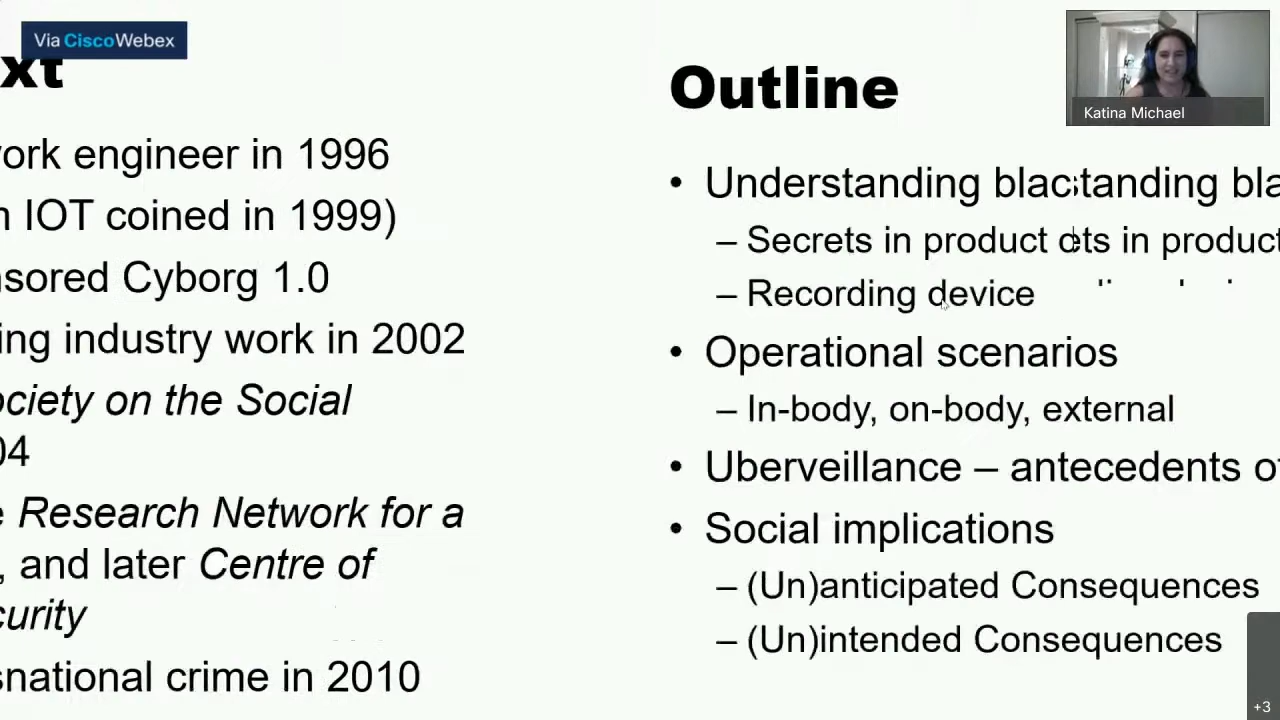 Via CiscoWebex
xt
ork engineer in 1996
IOT coined in 1999)
sored Cyborg 1.0
ing industry work in 2002
ociety on the Social
04
Research Network for a
, and later Centre of
curity
snational crime in 2010
Outline
• Understanding blac tanding bla
– Secrets in product ets in product
– Recording device
• Operational scenarios
– In-body, on-body, external
• Uberveillance – antecedents of
• Social implications
– (Un)anticipated Consequences
– (Un)intended Consequences
Katina Michael
+3